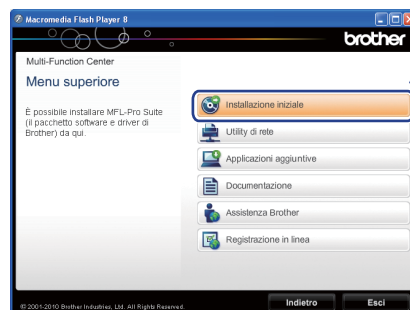 Macromedia Flash Player 8
brother
Multi-Function Center
Menu superiore
È possibile installare MFL-Pro Suite
(il pacchetto software e driver di
Brother) da qui.
Installazione iniziale
Utility di rete
Applicazioni aggiuntive
Documentazione
Assistenza Brother
Registrazione in linea
© 2001-2010 Brother Industries, Ltd. All Rights Reserved.
Indietro
Esci